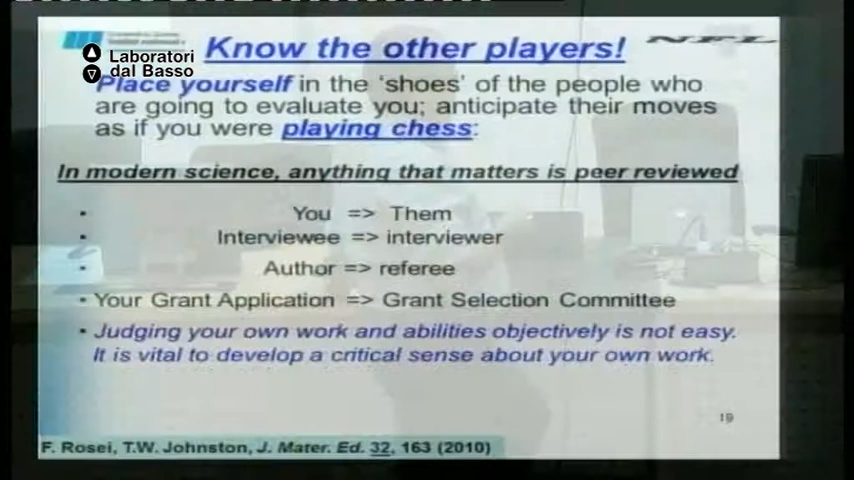 Laboratori
dal Basso
Know the other players!
NFL
Place yourself in the ‘shoes’ of the people who
are going to evaluate you; anticipate their moves
as if you were playing chess:
In modern science, anything that matters is peer reviewed
• You => Them
• Interviewee => interviewer
• Author => referee
• Your Grant Application => Grant Selection Committee
• Judging your own work and abilities objectively is not easy.
It is vital to develop a critical sense about your own work.
19
F. Rosei, T.W. Johnston, J. Mater. Ed. 32, 163 (2010)